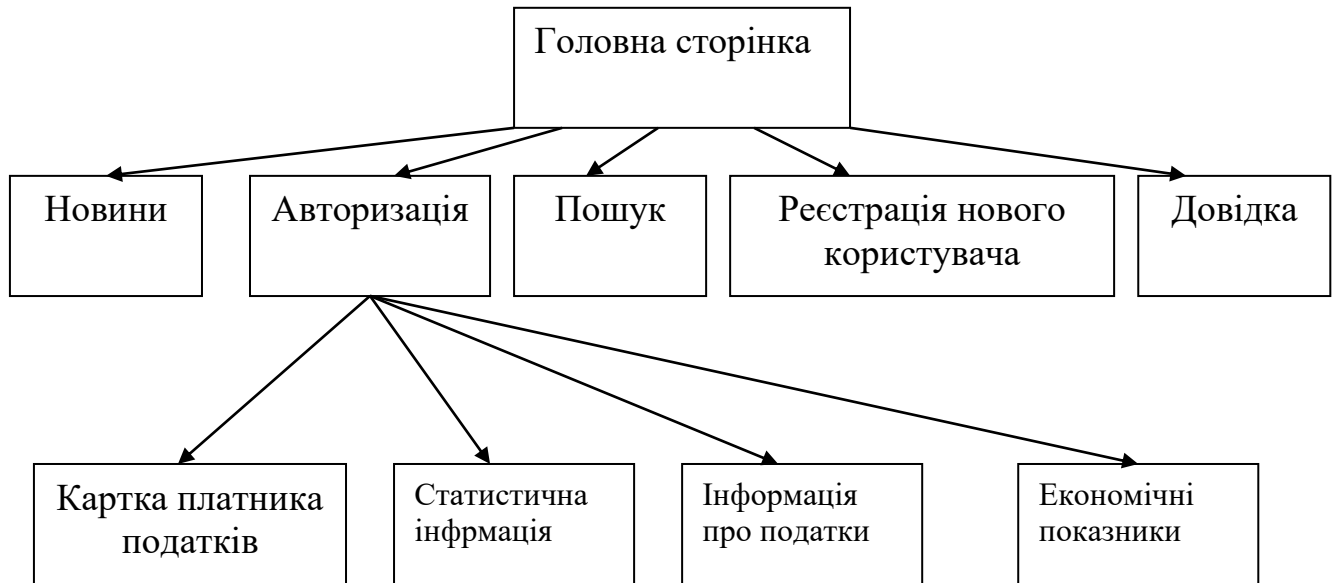 Головна сторінка
Новини
Авторизація
Пошук
Реєстрація нового
користувача
Довідка
Картка платника
податків
Статистична
інфрмація
Інформація
про податки
Економічні
показники